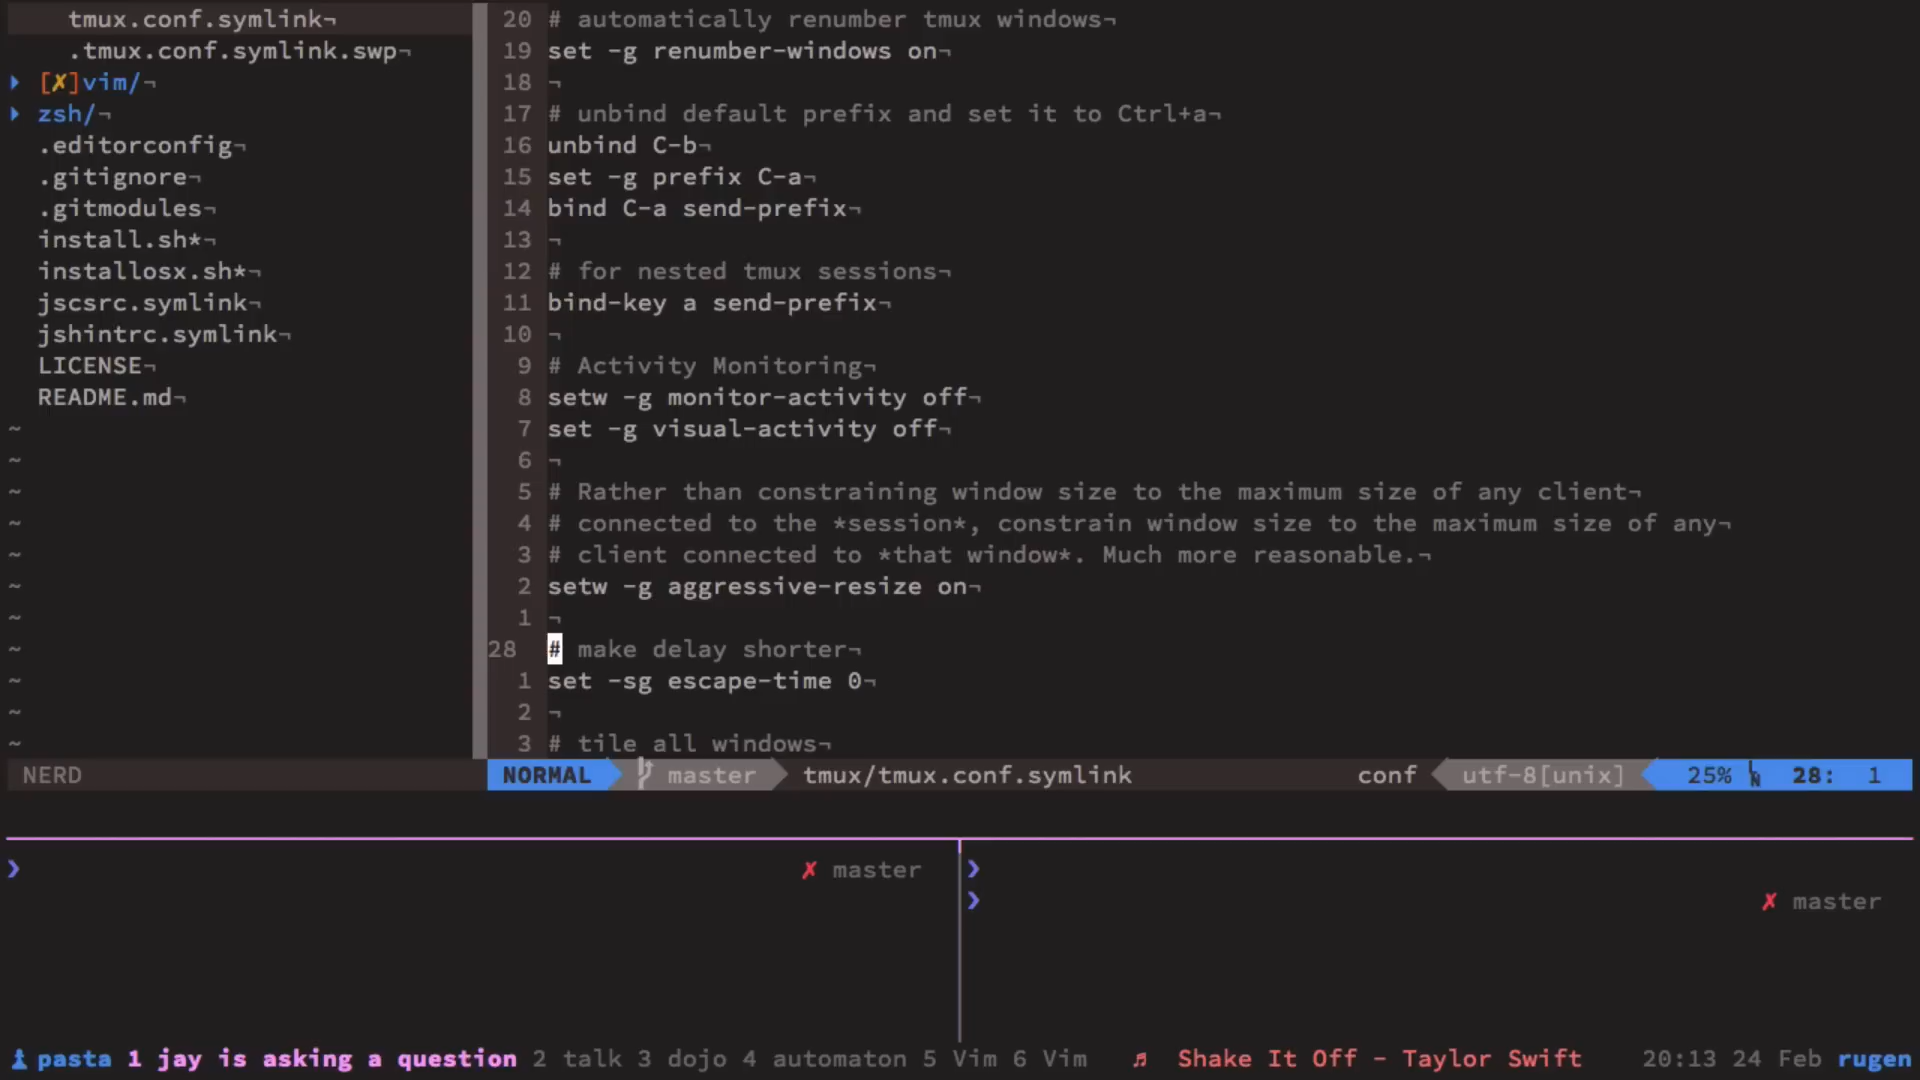 tmux.conf.symlink¬
.tmux.conf.symlink.swp¬
▸ [✗]vim/¬
▸ zsh/¬
.editorconfig¬
.gitignore¬
.gitmodules¬
install.sh*¬
installosx.sh*¬
jscsrc.symlink¬
jshintrc.symlink¬
LICENSE¬
README.md¬
~
~
~
~
~
~
~
~
~
~
~
NERD
20 # automatically renumber tmux windows¬
19 set -g renumber-windows on¬
18 ¬
17 # unbind default prefix and set it to Ctrl+a¬
16 unbind C-b¬
15 set -g prefix C-a¬
14 bind C-a send-prefix¬
13 ¬
12 # for nested tmux sessions¬
11 bind-key a send-prefix¬
10 ¬
9 # Activity Monitoring¬
8 setw -g monitor-activity off¬
7 set -g visual-activity off¬
6 ¬
5 # Rather than constraining window size to the maximum size of any client¬
4 # connected to the *session*, constrain window size to the maximum size of any¬
3 # client connected to *that window*. Much more reasonable.¬
2 setw -g aggressive-resize on¬
1 ¬
28 # make delay shorter¬
1 set -sg escape-time 0¬
2 ¬
3 # tile all windows¬
NORMAL master tmux/tmux.conf.symlink conf utf-8[unix] 25% 28: 1
❯ ✗ master
❯
❯ ✗ master
pasta 1 jay is asking a question 2 talk 3 dojo 4 automaton 5 Vim 6 Vim ♬ Shake It Off - Taylor Swift 20:13 24 Feb rugen